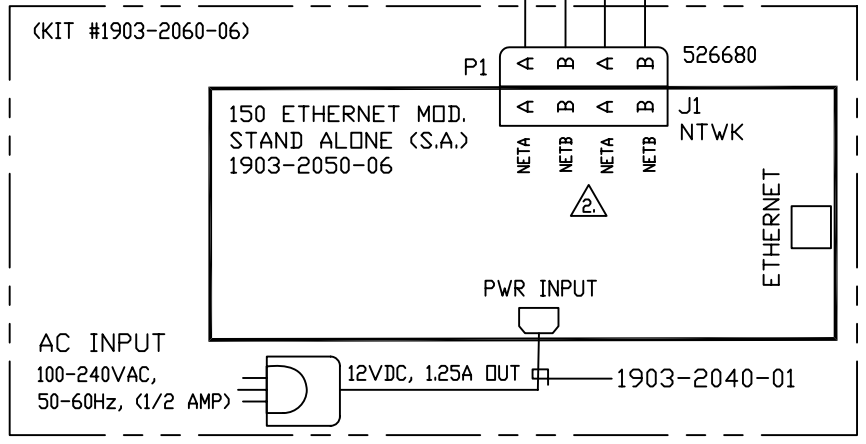 (KIT #1903-2060-06)
P1
A B A B
526680
A B A B
J1
NTWK
150 ETHERNET MOD.
STAND ALONE (S.A.)
1903-2050-06
NETA NETB NETA NETB
2.
ETHERNET
PWR INPUT
AC INPUT
100-240VAC,
50-60Hz, (1/2 AMP)
12VDC, 1.25A OUT
1903-2040-01